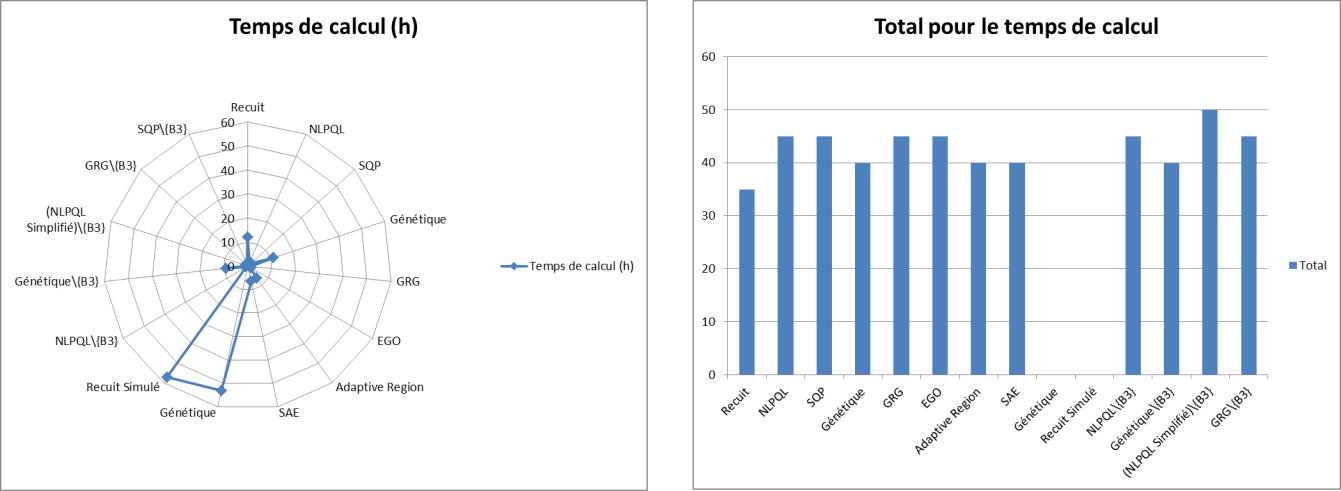 Temps de calcul (h)
Recuit
NLPQL
SQP
Génétique
GRG
EGO
Adaptive Region
SAE
Génétique
Recuit Simulé
NLPQL\{B3}
Génétique\{B3}
(NLPQL
Simplifié)\{B3}
GRG\{B3}
SQP\{B3}
60
50
40
30
20
10
0
Temps de calcul (h)
Total pour le temps de calcul
60
50
40
30
20
10
0
Recuit
NLPQL
SQP
Génétique
GRG
EGO
Adaptive Region
SAE
Génétique
Recuit Simulé
NLPQL\{B3}
Génétique\{B3}
(NLPQL Simplifié)\{B3}
GRG\{B3}
Total